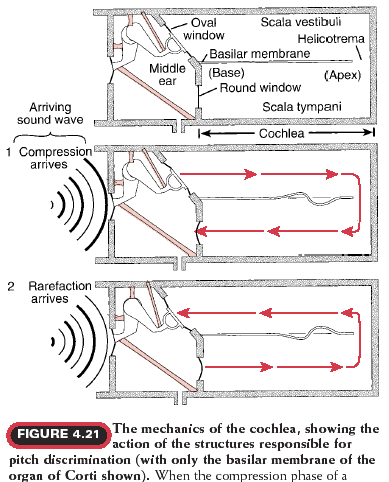 Oval
window
Scala vestibuli
Helicotrema
Basilar membrane
Middle
ear
(Base)
(Apex)
Round window
Scala tympani
Cochlea
Arriving
sound wave
1 Compression
arrives
2 Rarefaction
arrives
FIGURE 4.21 The mechanics of the cochlea, showing the
action of the structures responsible for
pitch discrimination (with only the basilar membrane of the
organ of Corti shown). When the compression phase of a